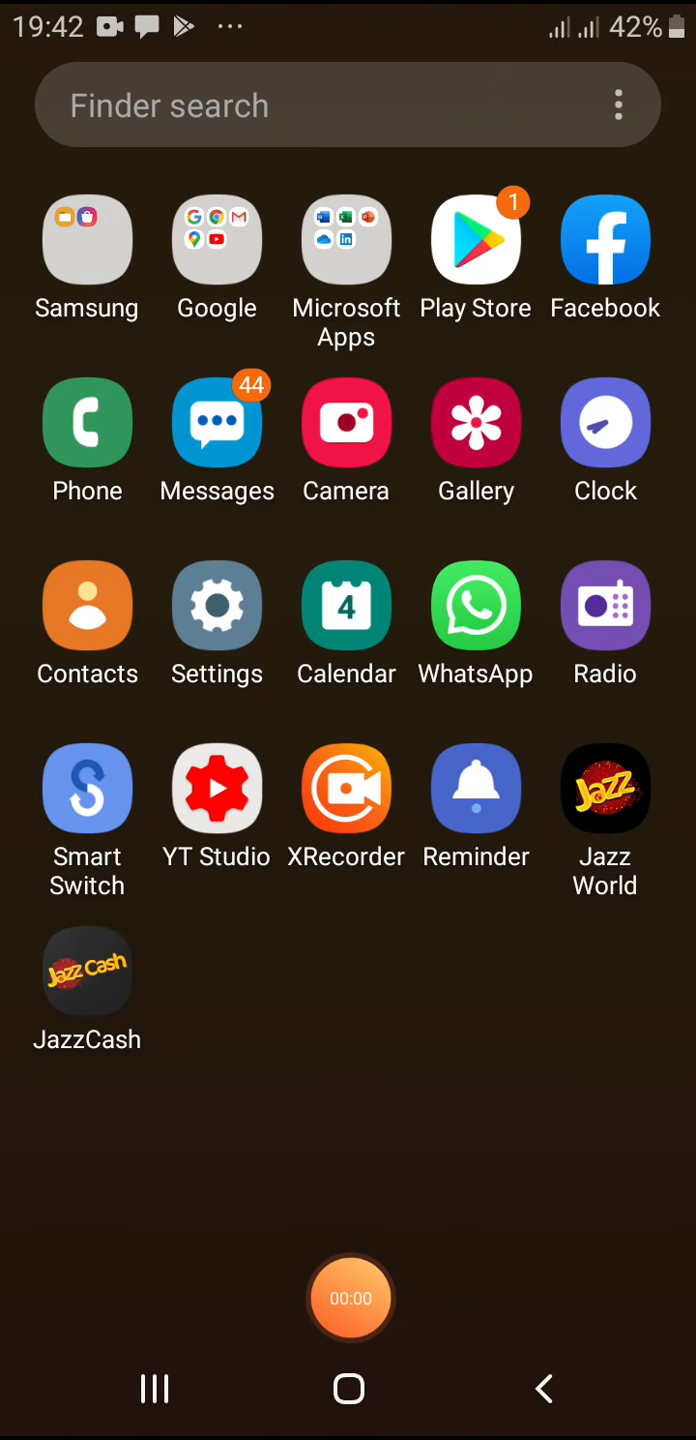 19:42
42%
Finder search
1
Samsung
Google
Microsoft
Apps
Play Store
Facebook
44
Phone
Messages
Camera
Gallery
Clock
4
Contacts
Settings
Calendar
WhatsApp
Radio
Jazz
Smart
Switch
YT Studio
XRecorder
Reminder
Jazz
World
Jazz Cash
JazzCash
00:00